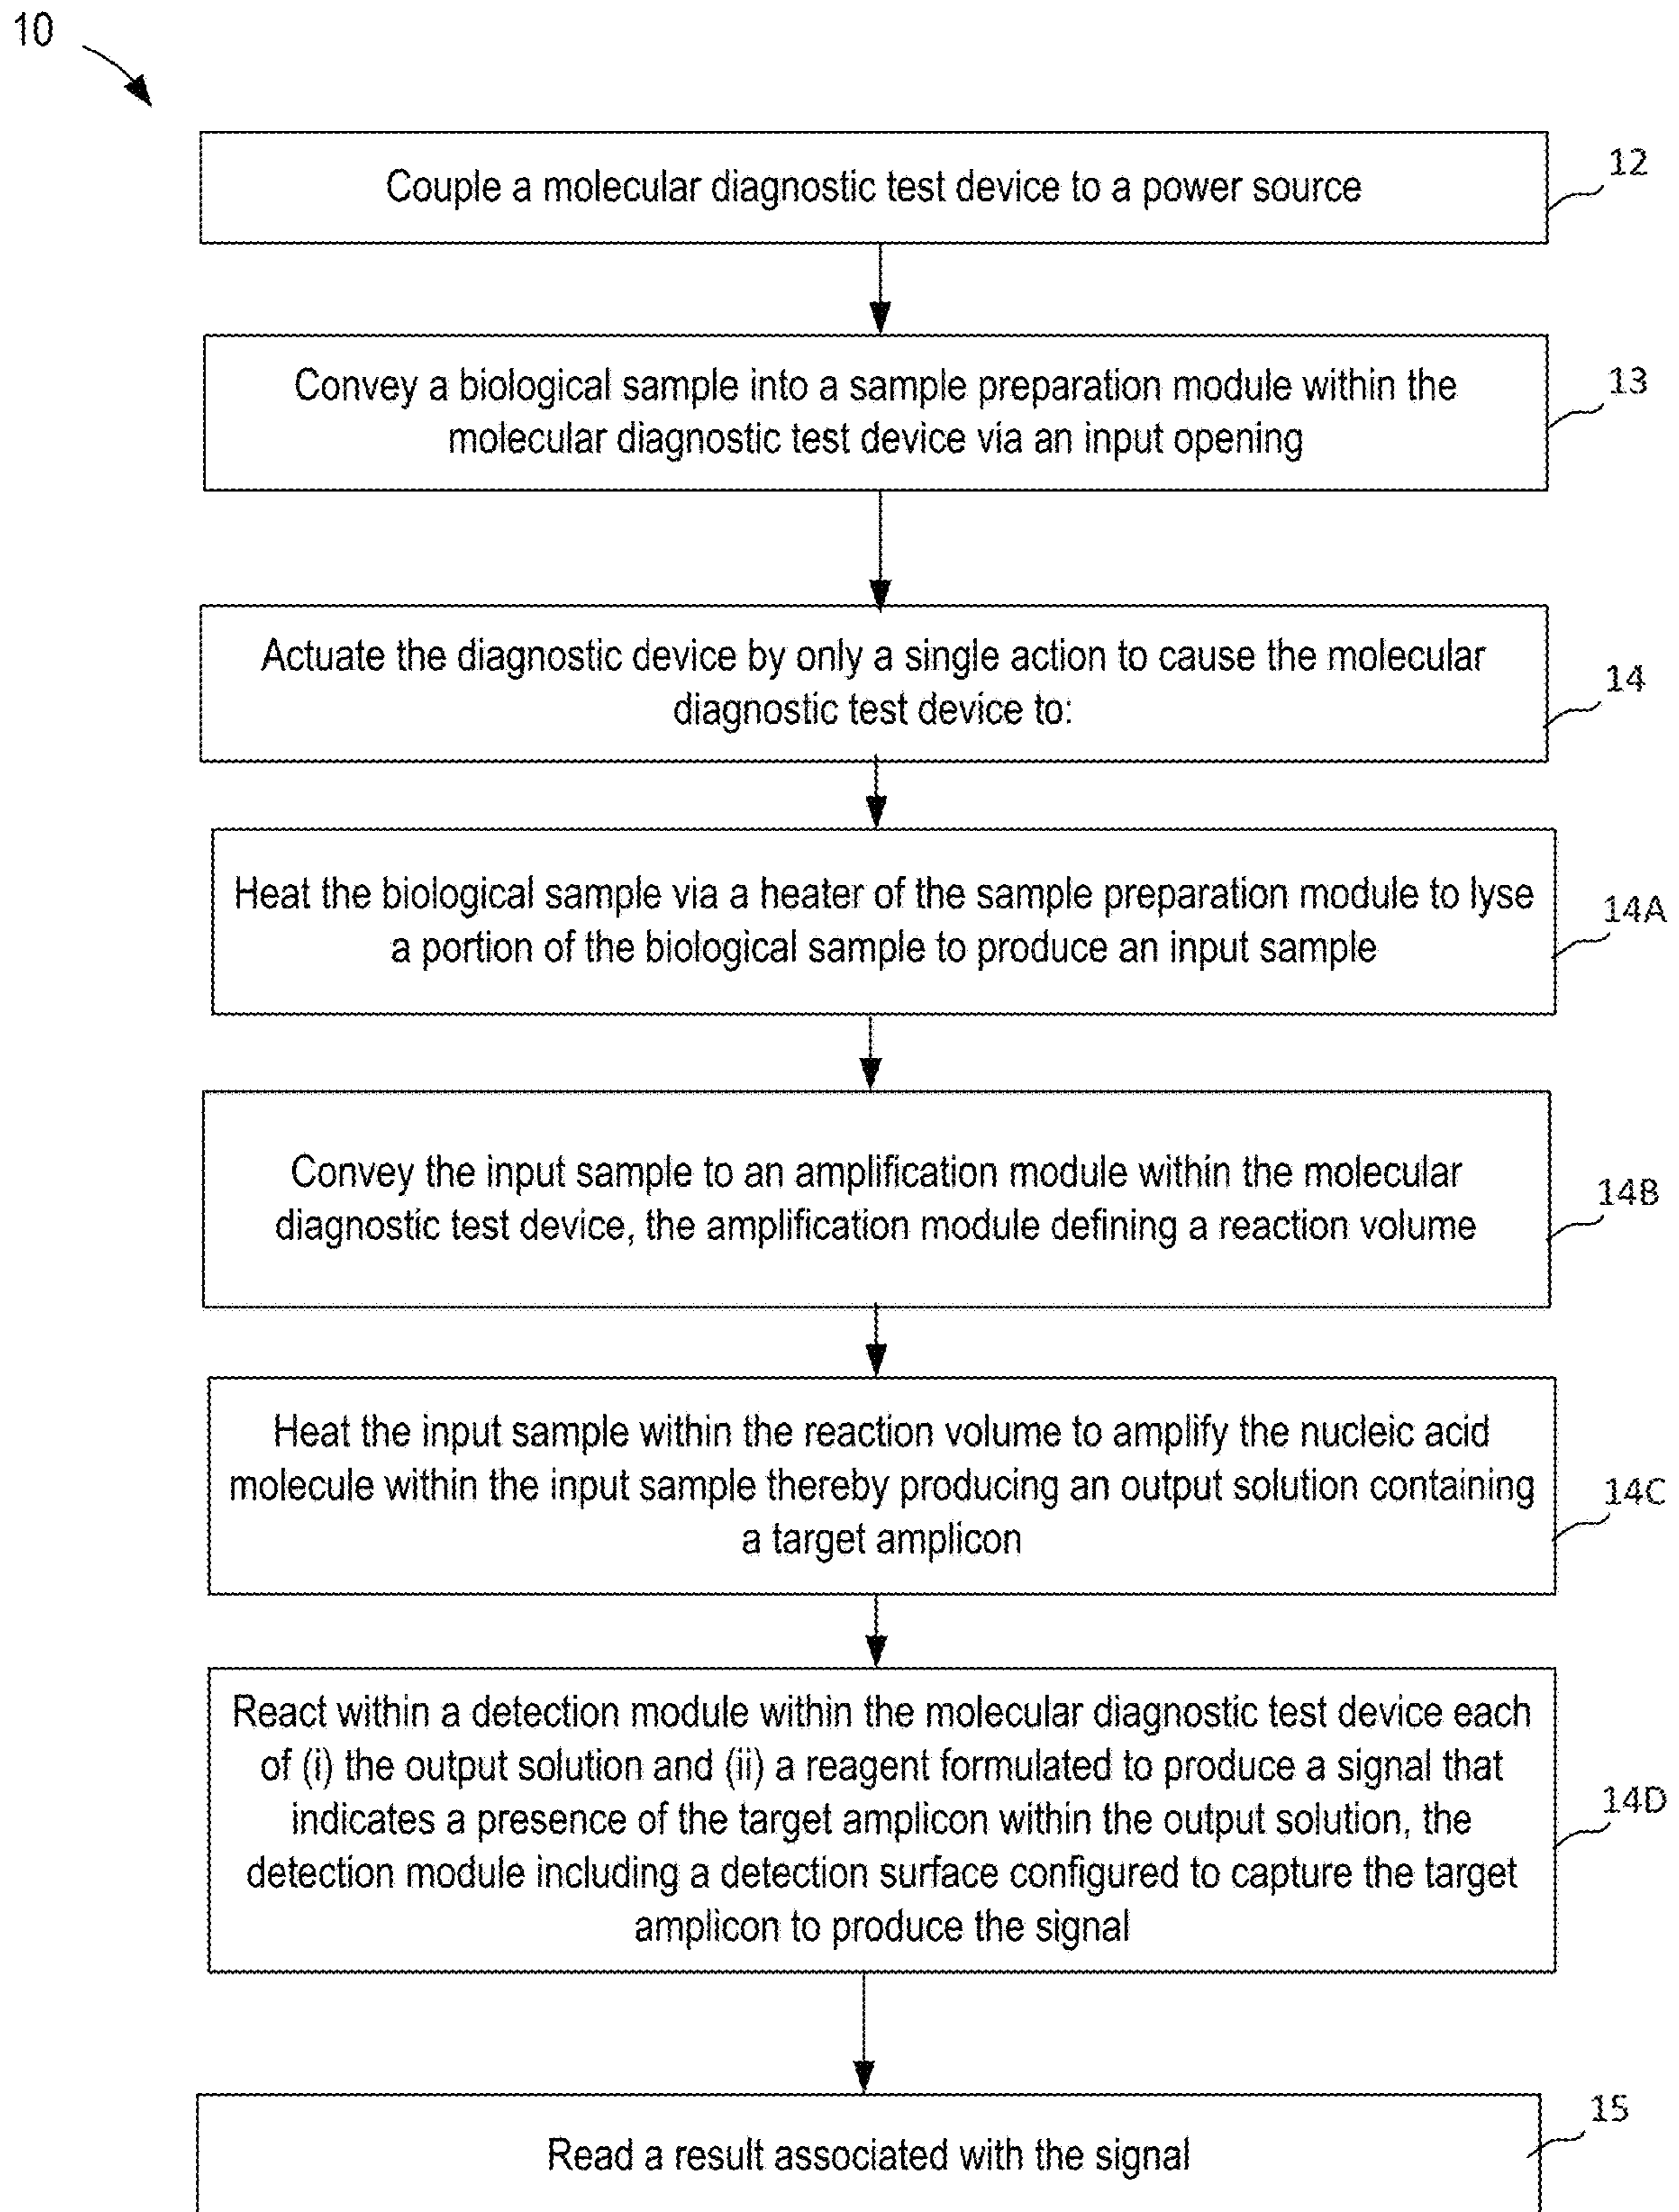 10
Couple a molecular diagnostic test device to a power source
12
Convey a biological sample into a sample preparation module within the
molecular diagnostic test device via an input opening
13
Actuate the diagnostic device by only a single action to cause the molecular
diagnostic test device to:
14
Heat the biological sample via a heater of the sample preparation module to lyse
a portion of the biological sample to produce an input sample
14A
Convey the input sample to an amplification module within the molecular
diagnostic test device, the amplification module defining a reaction volume
14B
Heat the input sample within the reaction volume to amplify the nucleic acid
molecule within the input sample thereby producing an output solution containing
a target amplicon
14C
React within a detection module within the molecular diagnostic test device each
of (i) the output solution and (ii) a reagent formulated to produce a signal that
indicates a presence of the target amplicon within the output solution, the
detection module including a detection surface configured to capture the target
amplicon to produce the signal
14D
Read a result associated with the signal
15